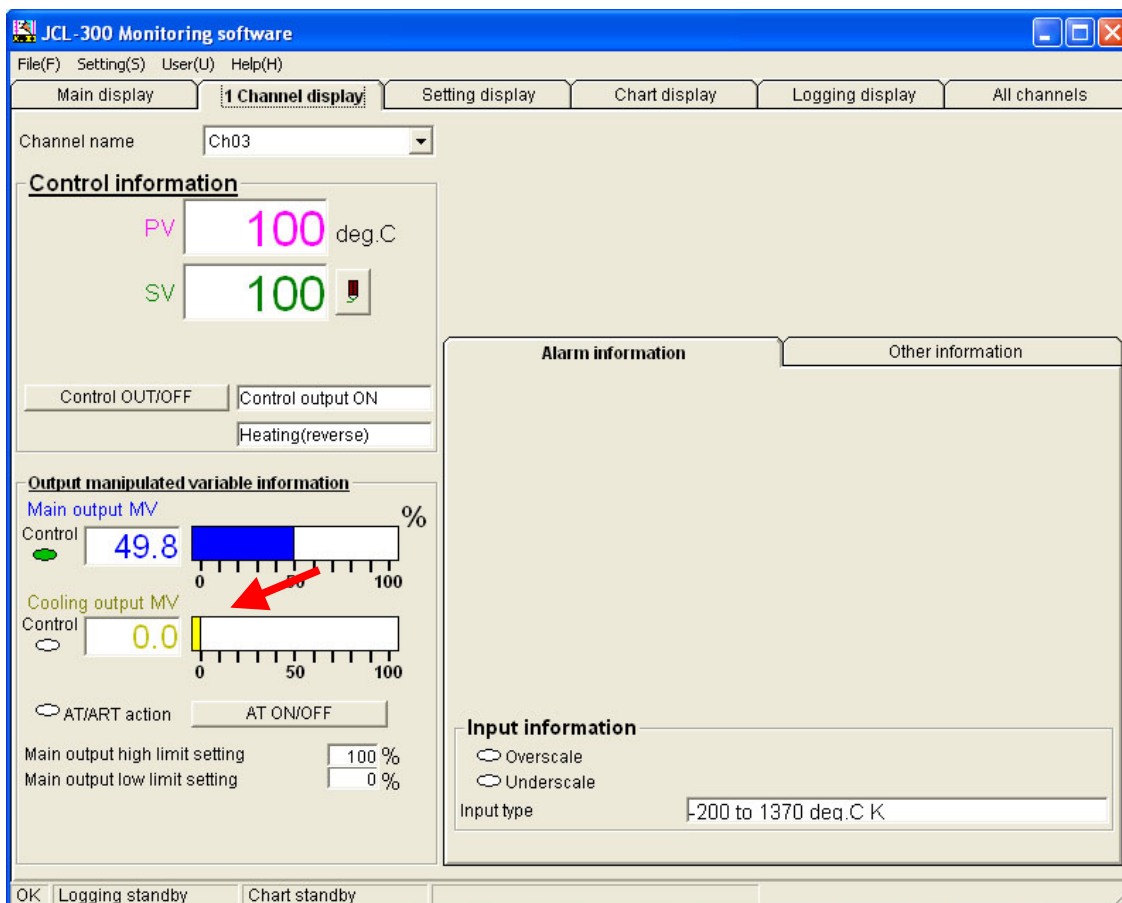 JCL-300 Monitoring software
File(F) Setting(S) User(U) Help(H)
Main display 1 Channel display Setting display Chart display Logging display All channels
Channel name Ch03
Control information
PV 100 deg.C
SV 100
Alarm information Other information
Control OUT/OFF Control output ON
Heating(reverse)
Output manipulated variable information
Main output MV %
Control 49.8
0 50 100
Cooling output MV
Control 0.0
0 50 100
AT/ART action AT ON/OFF
Main output high limit setting 100 %
Main output low limit setting 0 %
Input information
Overscale
Underscale
Input type -200 to 1370 deg.C K
OK Logging standby Chart standby